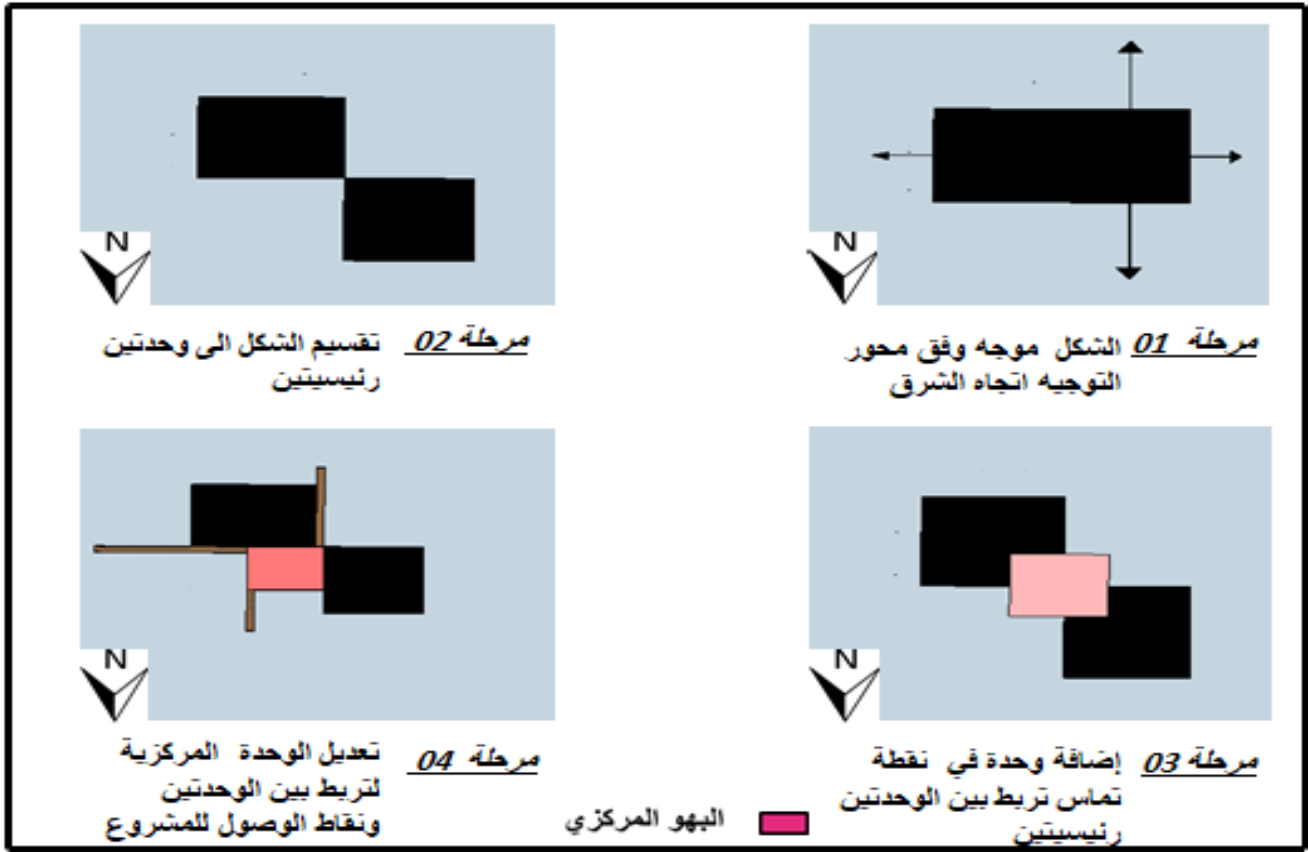 N
مرحلة 01 الشكل موجه وفق محور
التوجيه اتجاه الشرق
N
مرحلة 02 تقسيم الشكل الى وحدتين
رئيسيتين
N
مرحلة 03 إضافة وحدة في نقطة
تماس تربط بين الوحدتين
رئيسيتين
N
مرحلة 04 تعديل الوحدة المركزية
لتربط بين الوحدتين
ونقاط الوصول للمشروع
البهو المركزي